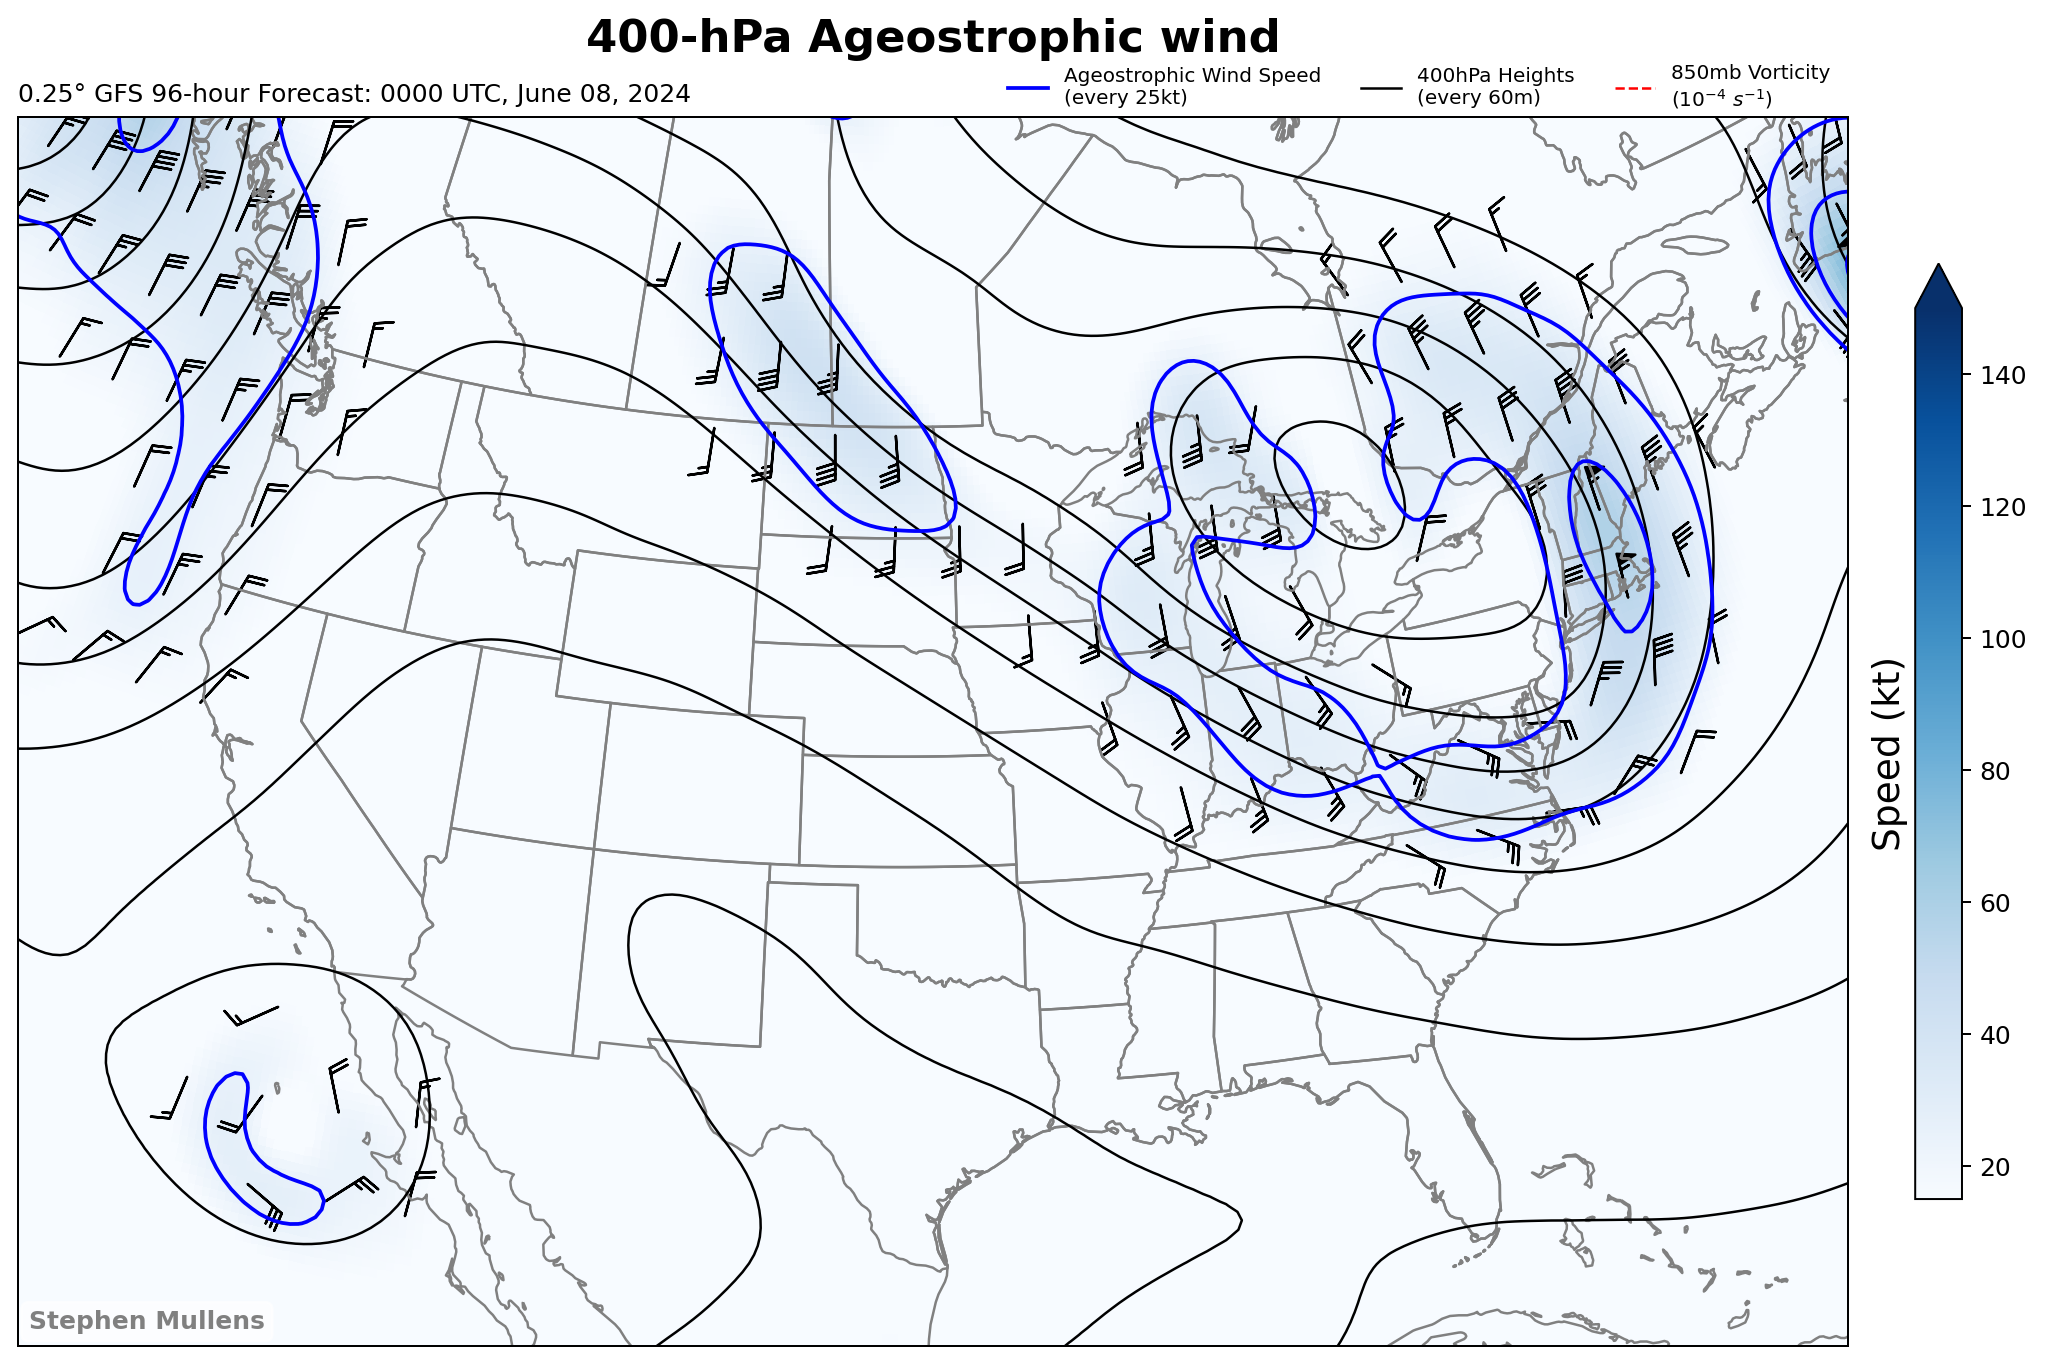 400-hPa Ageostrophic wind
0.25° GFS 96-hour Forecast: 0000 UTC, June 08, 2024
Ageostrophic Wind Speed
(every 25kt)
400hPa Heights
(every 60m)
850mb Vorticity
(10⁻⁴ s⁻¹)
140
120
100
80
60
40
20
Speed (kt)
Stephen Mullens